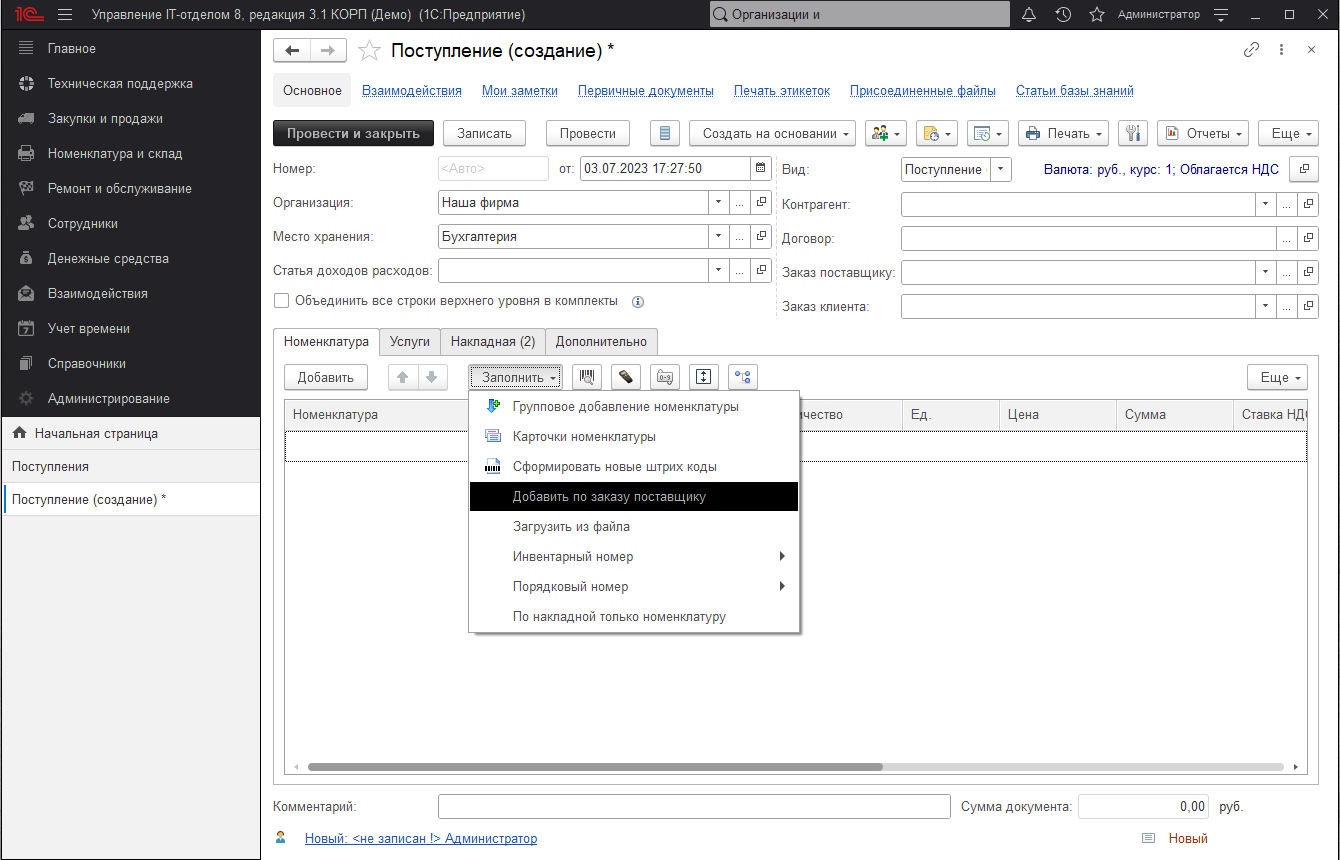 Управление IT-отделом 8, редакция 3.1 КОРП (Демо) (1С:Предприятие)
Организации и
Администратор
Главное
Техническая поддержка
Закупки и продажи
Номенклатура и склад
Ремонт и обслуживание
Сотрудники
Денежные средства
Взаимодействия
Учет времени
Справочники
Администрирование
Начальная страница
Поступления
Поступление (создание) *
Поступление (создание) *
Основное Взаимодействия Мои заметки Первичные документы Печать этикеток Присоединенные файлы Статьи базы знаний
Провести и закрыть Записать Провести Создать на основании Печать Отчеты Еще
Номер: <Авто> от: 03.07.2023 17:27:50 Вид: Поступление Валюта: руб., курс: 1; Облагается НДС
Организация: Наша фирма Контрагент:
Место хранения: Бухгалтерия Договор:
Статья доходов расходов: Заказ поставщику:
Объединить все строки верхнего уровня в комплекты Заказ клиента:
Номенклатура Услуги Накладная (2) Дополнительно
Добавить Заполнить Еще
Номенклатура ичество Ед. Цена Сумма Ставка НДС
Групповое добавление номенклатуры
Карточки номенклатуры
Сформировать новые штрих коды
Добавить по заказу поставщику
Загрузить из файла
Инвентарный номер
Порядковый номер
По накладной только номенклатуру
Комментарий: Сумма документа: 0,00 руб.
Новый: <не записан !> Администратор Новый